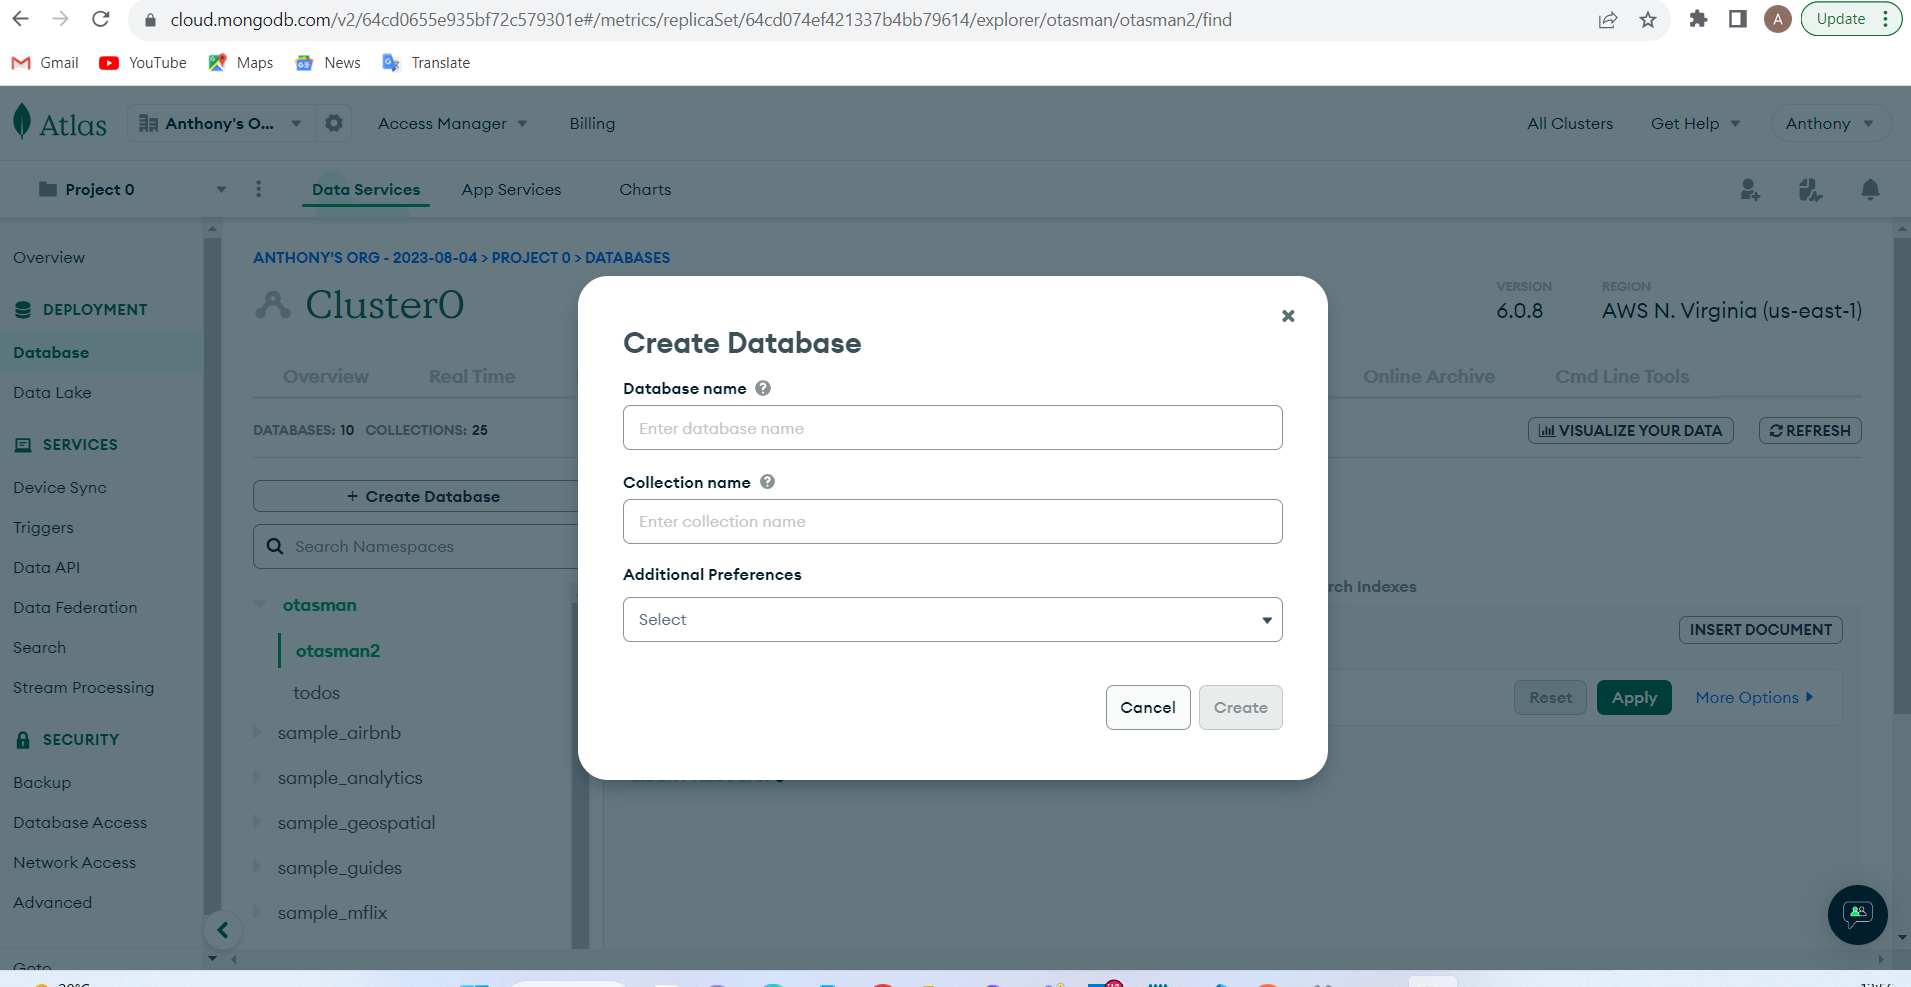 cloud.mongodb.com/v2/64cd0655e935bf72c579301e#/metrics/replicaSet/64cd074ef421337b4bb79614/explorer/otasman/otasman2/find
A
Update
Gmail YouTube Maps News Translate
Atlas Anthony's O... Access Manager Billing All Clusters Get Help Anthony
Project 0 Data Services App Services Charts
Overview
DEPLOYMENT
Database
Data Lake
SERVICES
Device Sync
Triggers
Data API
Data Federation
Search
Stream Processing
SECURITY
Backup
Database Access
Network Access
Advanced
Goto
ANTHONY'S ORG - 2023-08-04 > PROJECT 0 > DATABASES
Cluster0
VERSION
6.0.8
REGION
AWS N. Virginia (us-east-1)
Overview Real Time Online Archive Cmd Line Tools
DATABASES: 10 COLLECTIONS: 25
VISUALIZE YOUR DATA REFRESH
+ Create Database
Search Namespaces
otasman
otasman2
todos
sample_airbnb
sample_analytics
sample_geospatial
sample_guides
sample_mflix
rch Indexes
INSERT DOCUMENT
Reset Apply More Options
Create Database
Database name ?
Enter database name
Collection name ?
Enter collection name
Additional Preferences
Select
Cancel Create